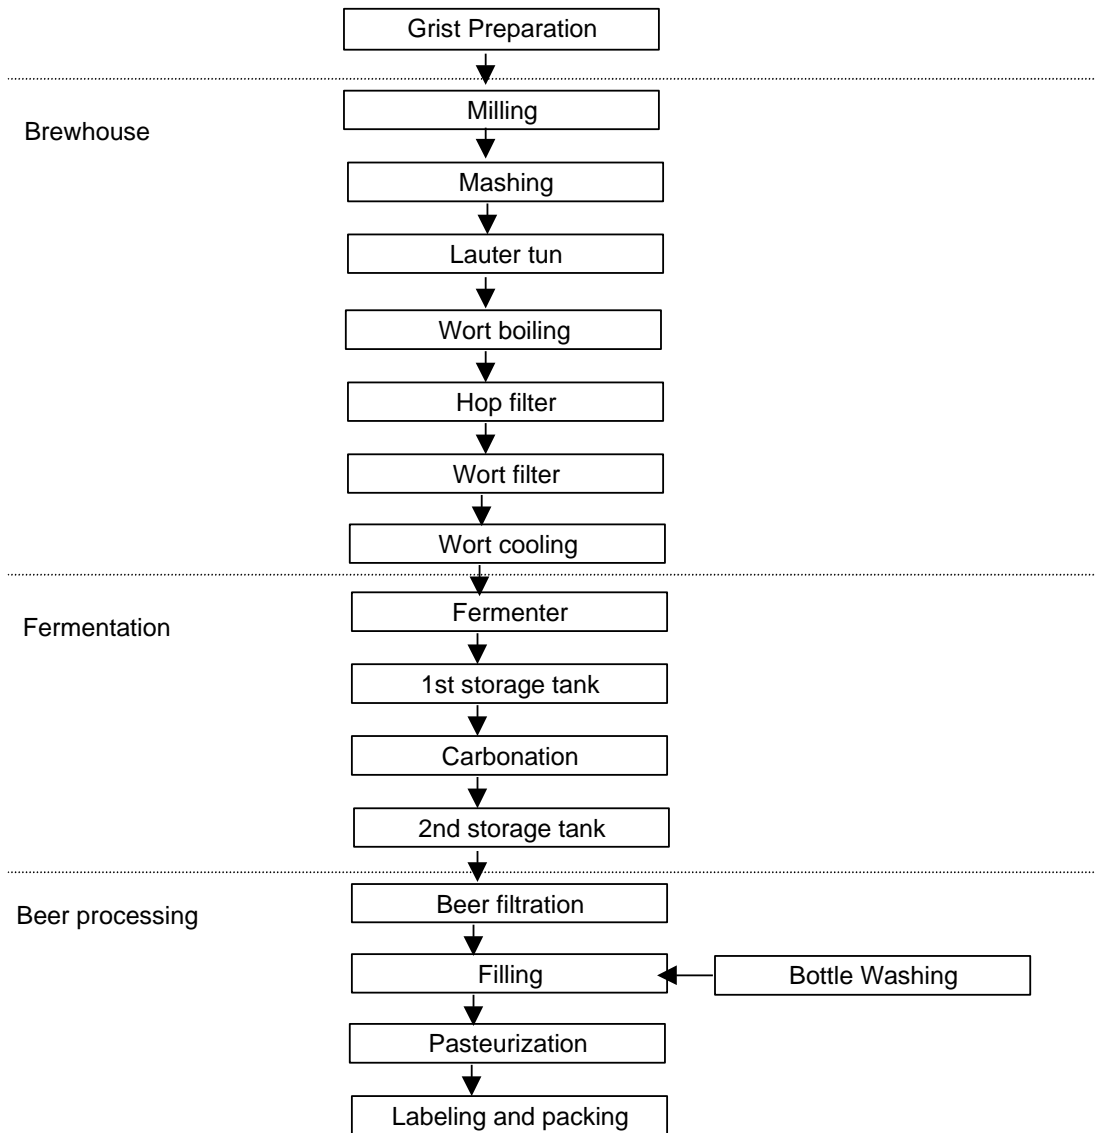 Grist Preparation
Milling
Brewhouse
Mashing
Lauter tun
Wort boiling
Hop filter
Wort filter
Wort cooling
Fermenter
Fermentation
1st storage tank
Carbonation
2nd storage tank
Beer filtration
Beer processing
Filling
Bottle Washing
Pasteurization
Labeling and packing